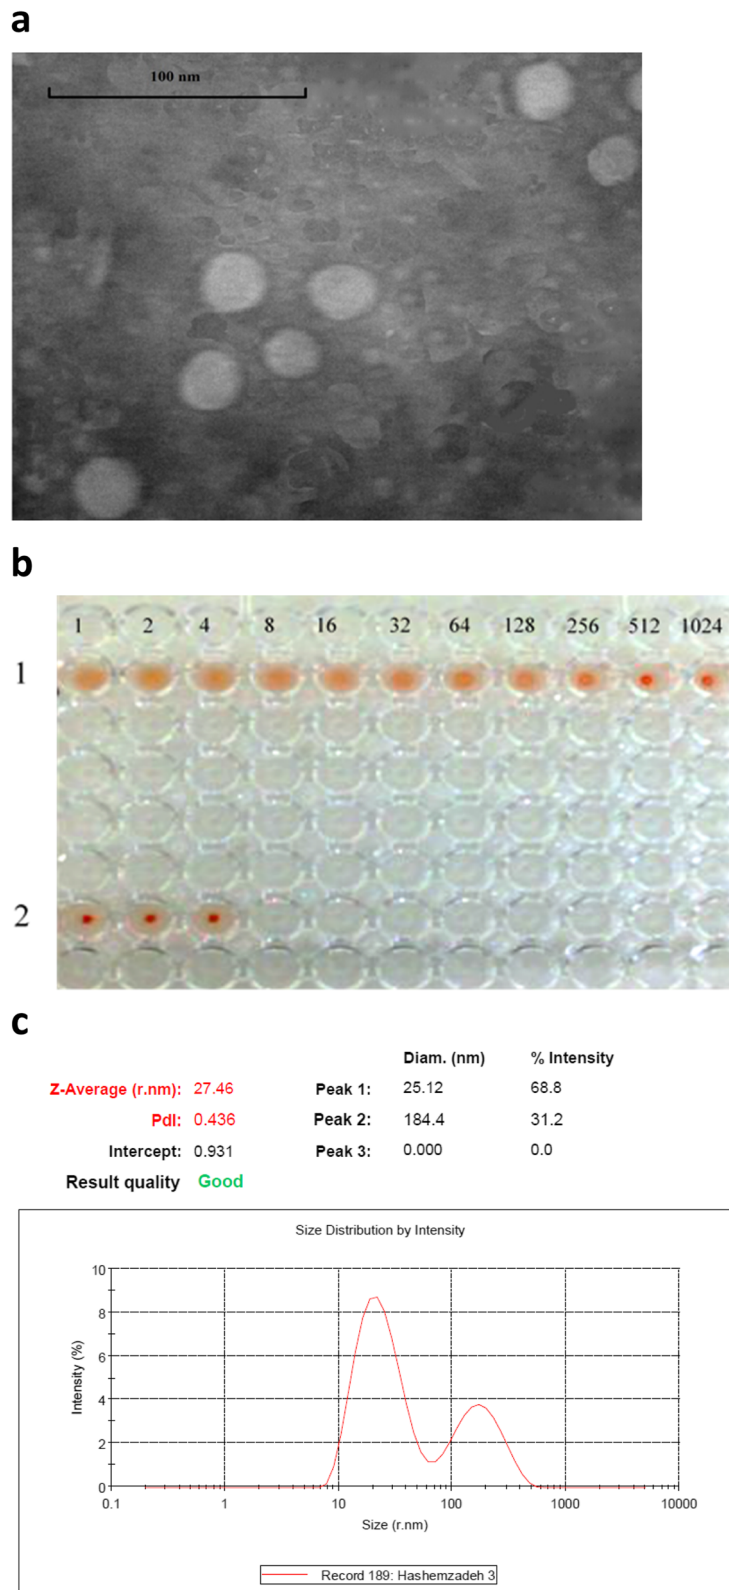 a
100 nm
b
1 2 4 8 16 32 64 128 256 512 1024
1
2
c
Diam. (nm) % Intensity
Z-Average (r.nm): 27.46 Peak 1: 25.12 68.8
PdI: 0.436 Peak 2: 184.4 31.2
Intercept: 0.931 Peak 3: 0.000 0.0
Result quality Good
Size Distribution by Intensity
10
8
6
4
2
0
Intensity (%)
0.1 1 10 100 1000 10000
Size (r.nm)
Record 189: Hashemzadeh 3